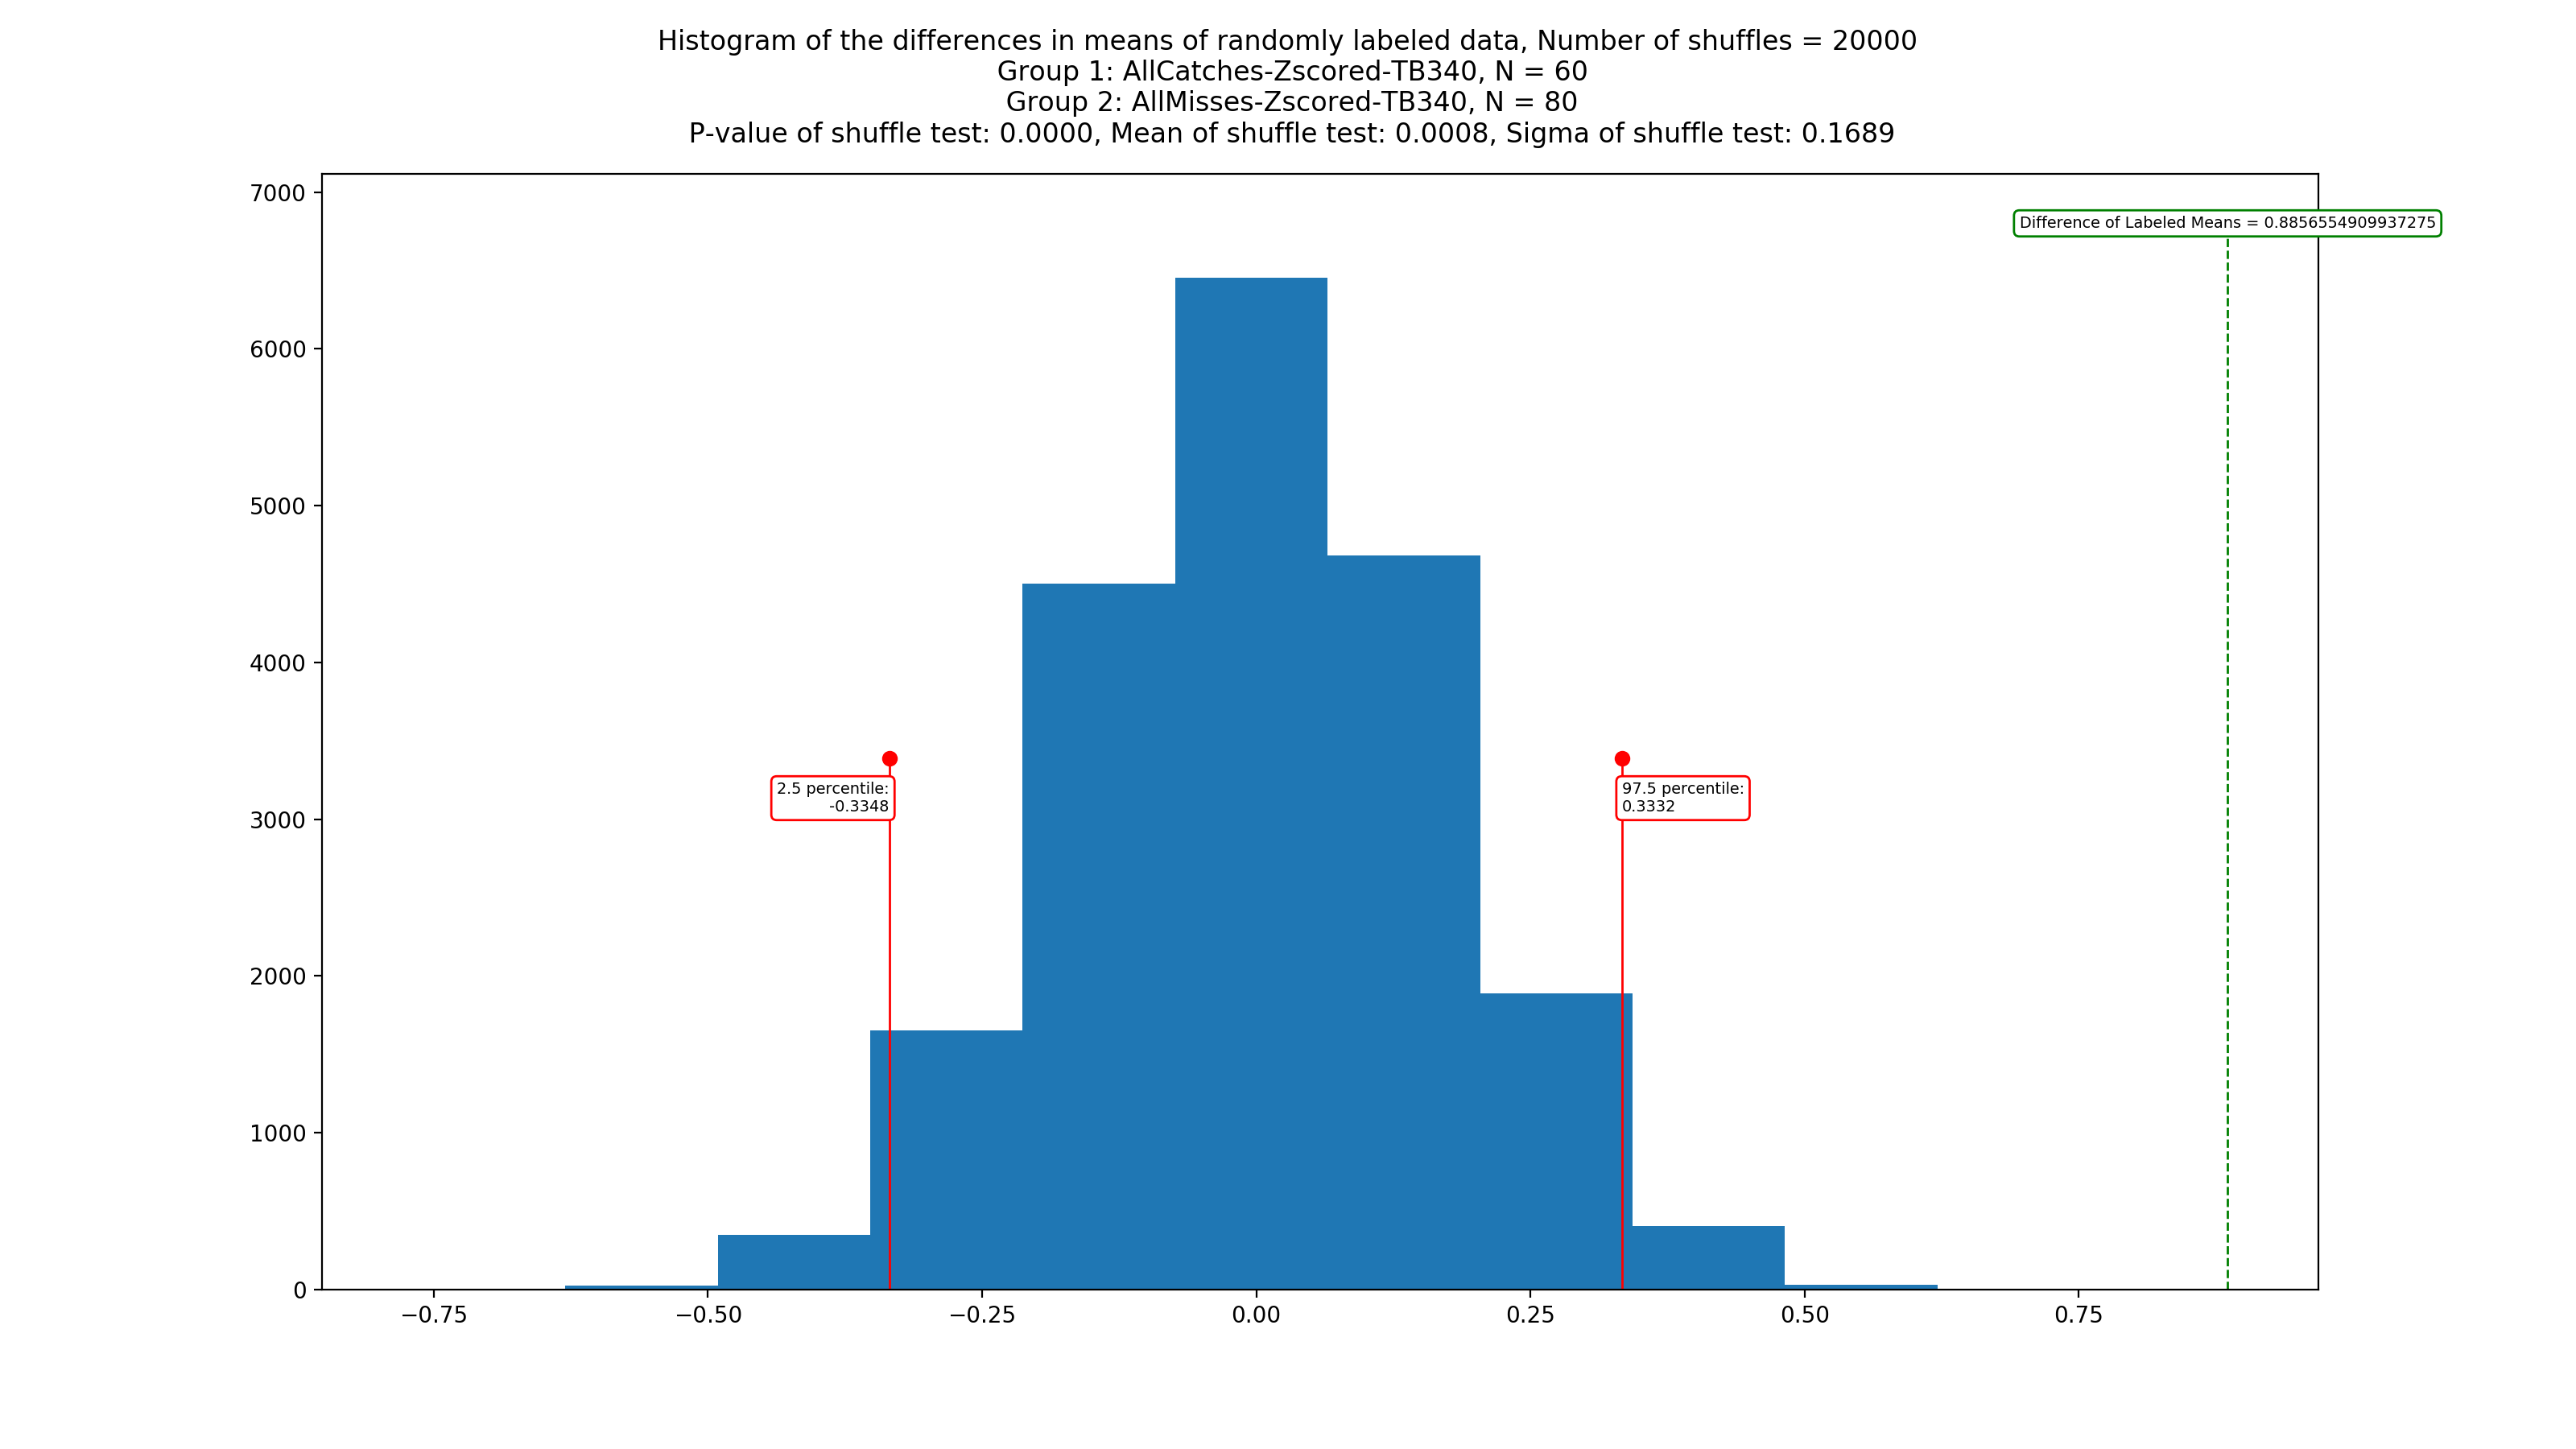 Histogram of the differences in means of randomly labeled data, Number of shuffles = 20000
Group 1: AllCatches-Zscored-TB340, N = 60
Group 2: AllMisses-Zscored-TB340, N = 80
P-value of shuffle test: 0.0000, Mean of shuffle test: 0.0008, Sigma of shuffle test: 0.1689
7000
Difference of Labeled Means = 0.8856554909937275
6000
5000
4000
2.5 percentile:
-0.3348
97.5 percentile:
0.3332
3000
2000
1000
0
−0.75
−0.50
−0.25
0.00
0.25
0.50
0.75